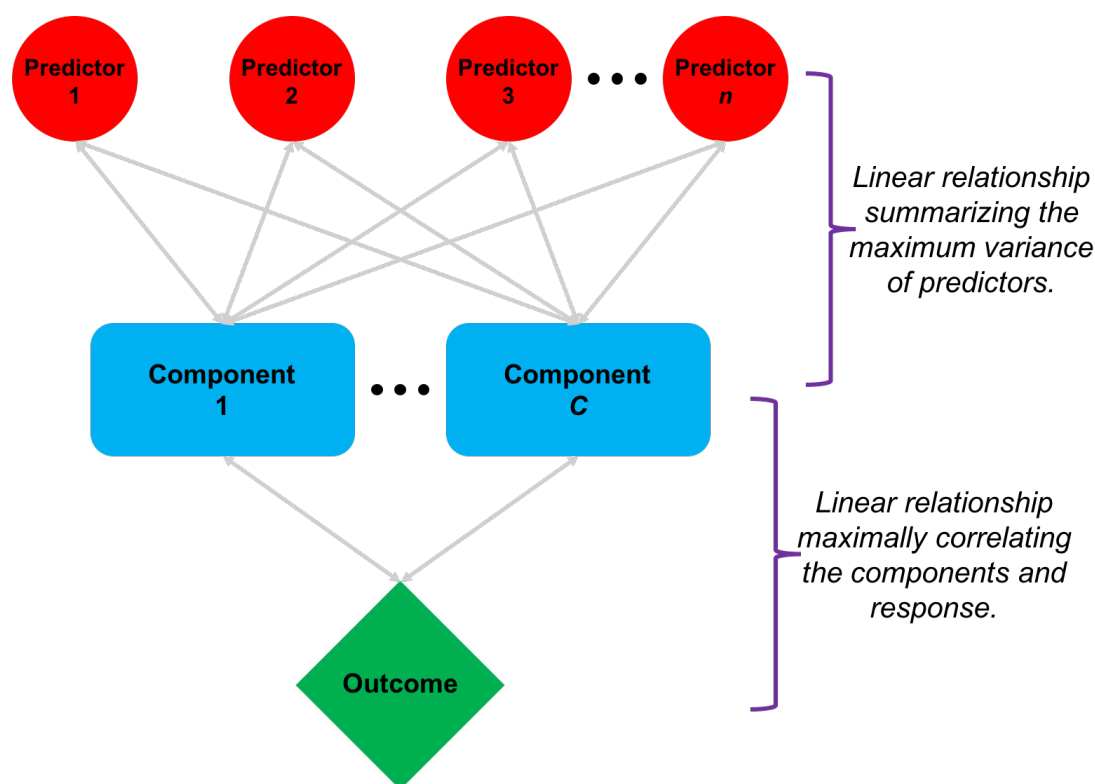 Predictor
1
Predictor
2
Predictor
3
Predictor
n
Linear relationship
summarizing the
maximum variance
of predictors.
Component
1
Component
C
Linear relationship
maximally correlating
the components and
response.
Outcome